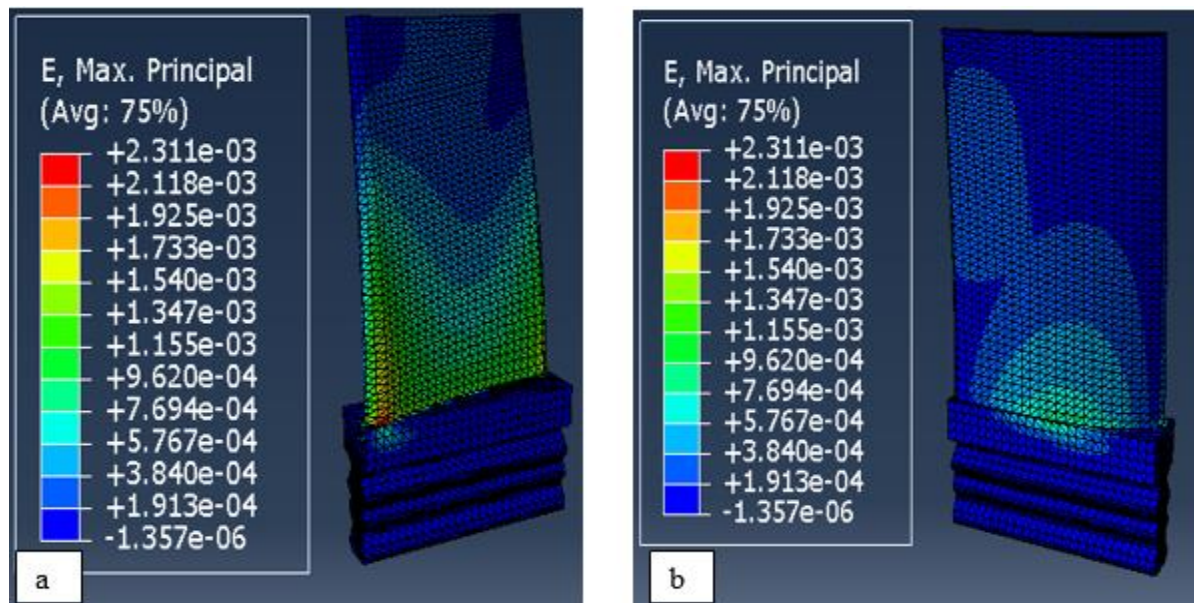 E, Max. Principal
(Avg: 75%)
+2.311e-03
+2.118e-03
+1.925e-03
+1.733e-03
+1.540e-03
+1.347e-03
+1.155e-03
+9.620e-04
+7.694e-04
+5.767e-04
+3.840e-04
+1.913e-04
-1.357e-06
a
E, Max. Principal
(Avg: 75%)
+2.311e-03
+2.118e-03
+1.925e-03
+1.733e-03
+1.540e-03
+1.347e-03
+1.155e-03
+9.620e-04
+7.694e-04
+5.767e-04
+3.840e-04
+1.913e-04
-1.357e-06
b